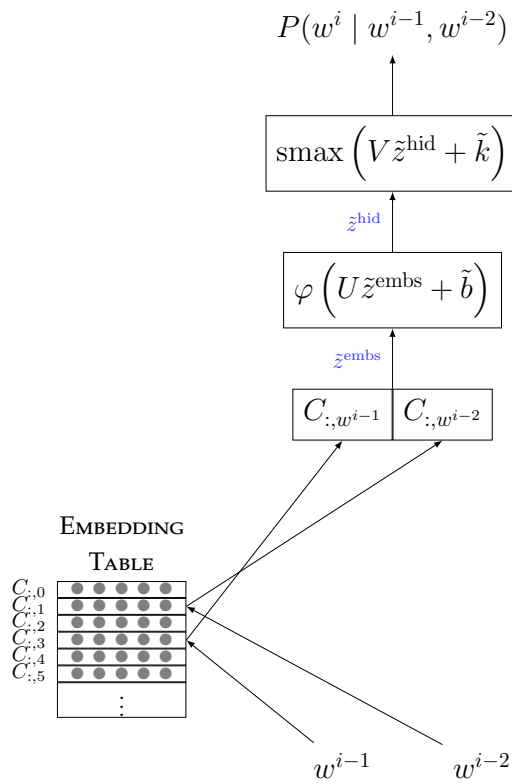 P(w^i | w^{i−1}, w^{i−2})
smax (V z̃^hid + k̃)
z̃^hid
φ (U z̃^embs + b̃)
z̃^embs
C_{:,w^{i−1}} C_{:,w^{i−2}}
EMBEDDING
TABLE
C_{:,0}
C_{:,1}
C_{:,2}
C_{:,3}
C_{:,4}
C_{:,5}
⋮
w^{i−1} w^{i−2}